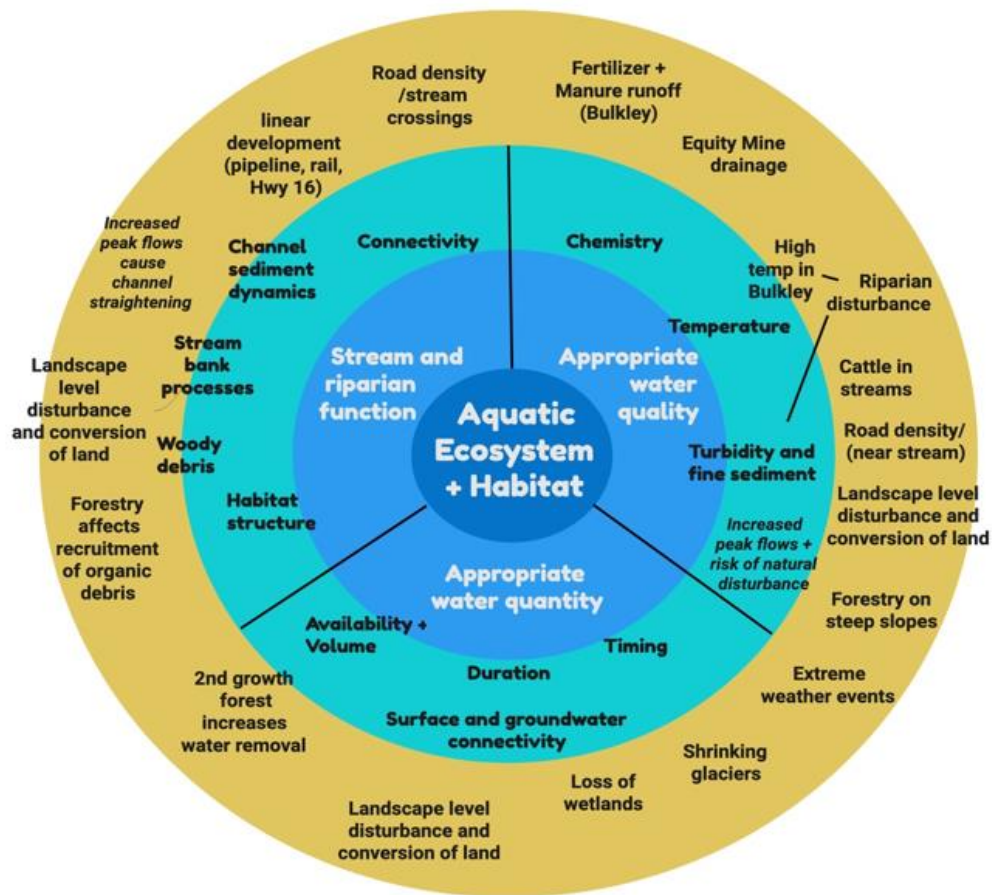 Road density
/stream
crossings
Fertilizer +
Manure runoff
(Bulkley)
linear
development
(pipeline, rail,
Hwy 16)
Equity Mine
drainage
Increased
peak flows
cause
channel
straightening
Channel
sediment
dynamics
Connectivity
Chemistry
High
temp in
Bulkley
Riparian
disturbance
Temperature
Stream
bank
processes
Stream and
riparian
function
Appropriate
water
quality
Landscape
level
disturbance
and conversion
of land
Cattle in
streams
Aquatic
Ecosystem
+ Habitat
Woody
debris
Turbidity and
fine sediment
Road density/
(near stream)
Habitat
structure
Landscape level
disturbance and
conversion of land
Forestry
affects
recruitment
of organic
debris
Increased
peak flows +
risk of natural
disturbance
Appropriate
water quantity
Forestry on
steep slopes
Availability +
Volume
Timing
Duration
2nd growth
forest
increases
water removal
Extreme
weather events
Surface and groundwater
connectivity
Shrinking
glaciers
Loss of
wetlands
Landscape level
disturbance and
conversion of land